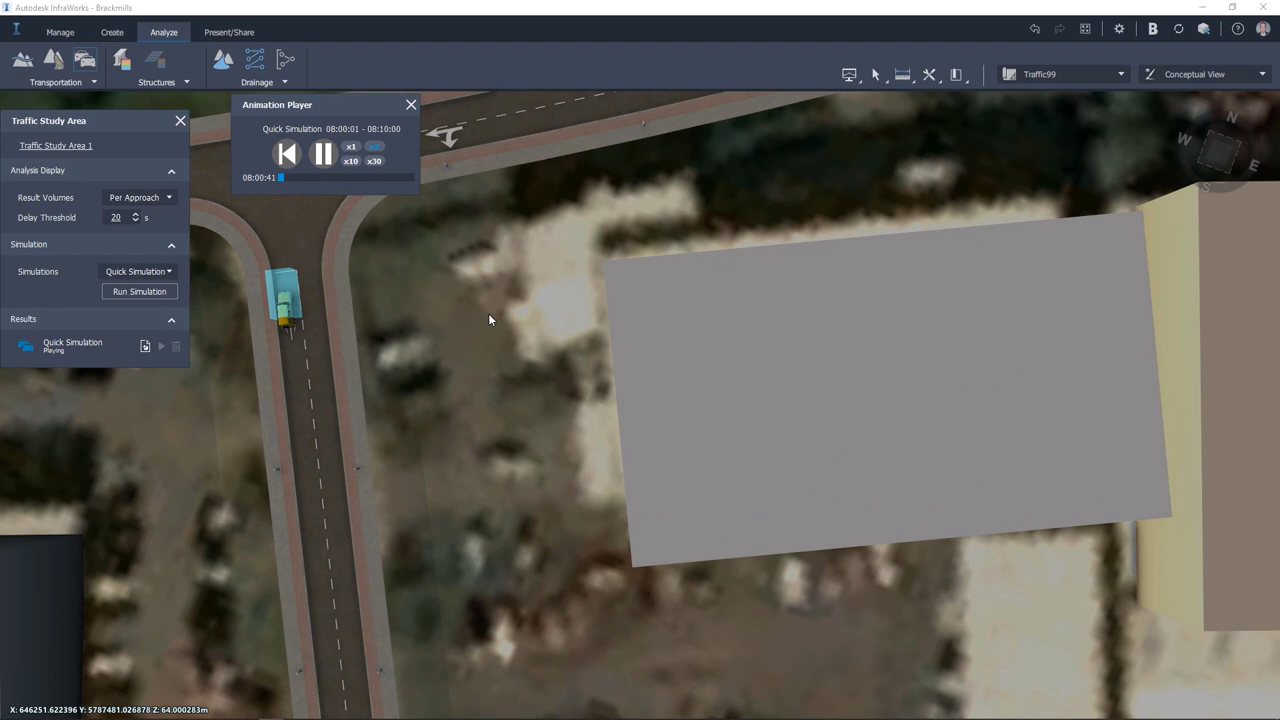 Autodesk InfraWorks - Brackmills
Manage
Create
Analyze
Present/Share
B
Transportation
Structures
Drainage
Traffic99
Conceptual View
Traffic Study Area
Traffic Study Area 1
Analysis Display
Result Volumes Per Approach
Delay Threshold 20 s
Simulation
Simulations Quick Simulation
Run Simulation
Results
Quick Simulation
Playing
Animation Player
Quick Simulation 08:00:01 - 08:10:00
x1
x10 x30
08:00:41
N
W
E
S
X: 646251.622396 Y: 5787481.026878 Z: 64.000283m